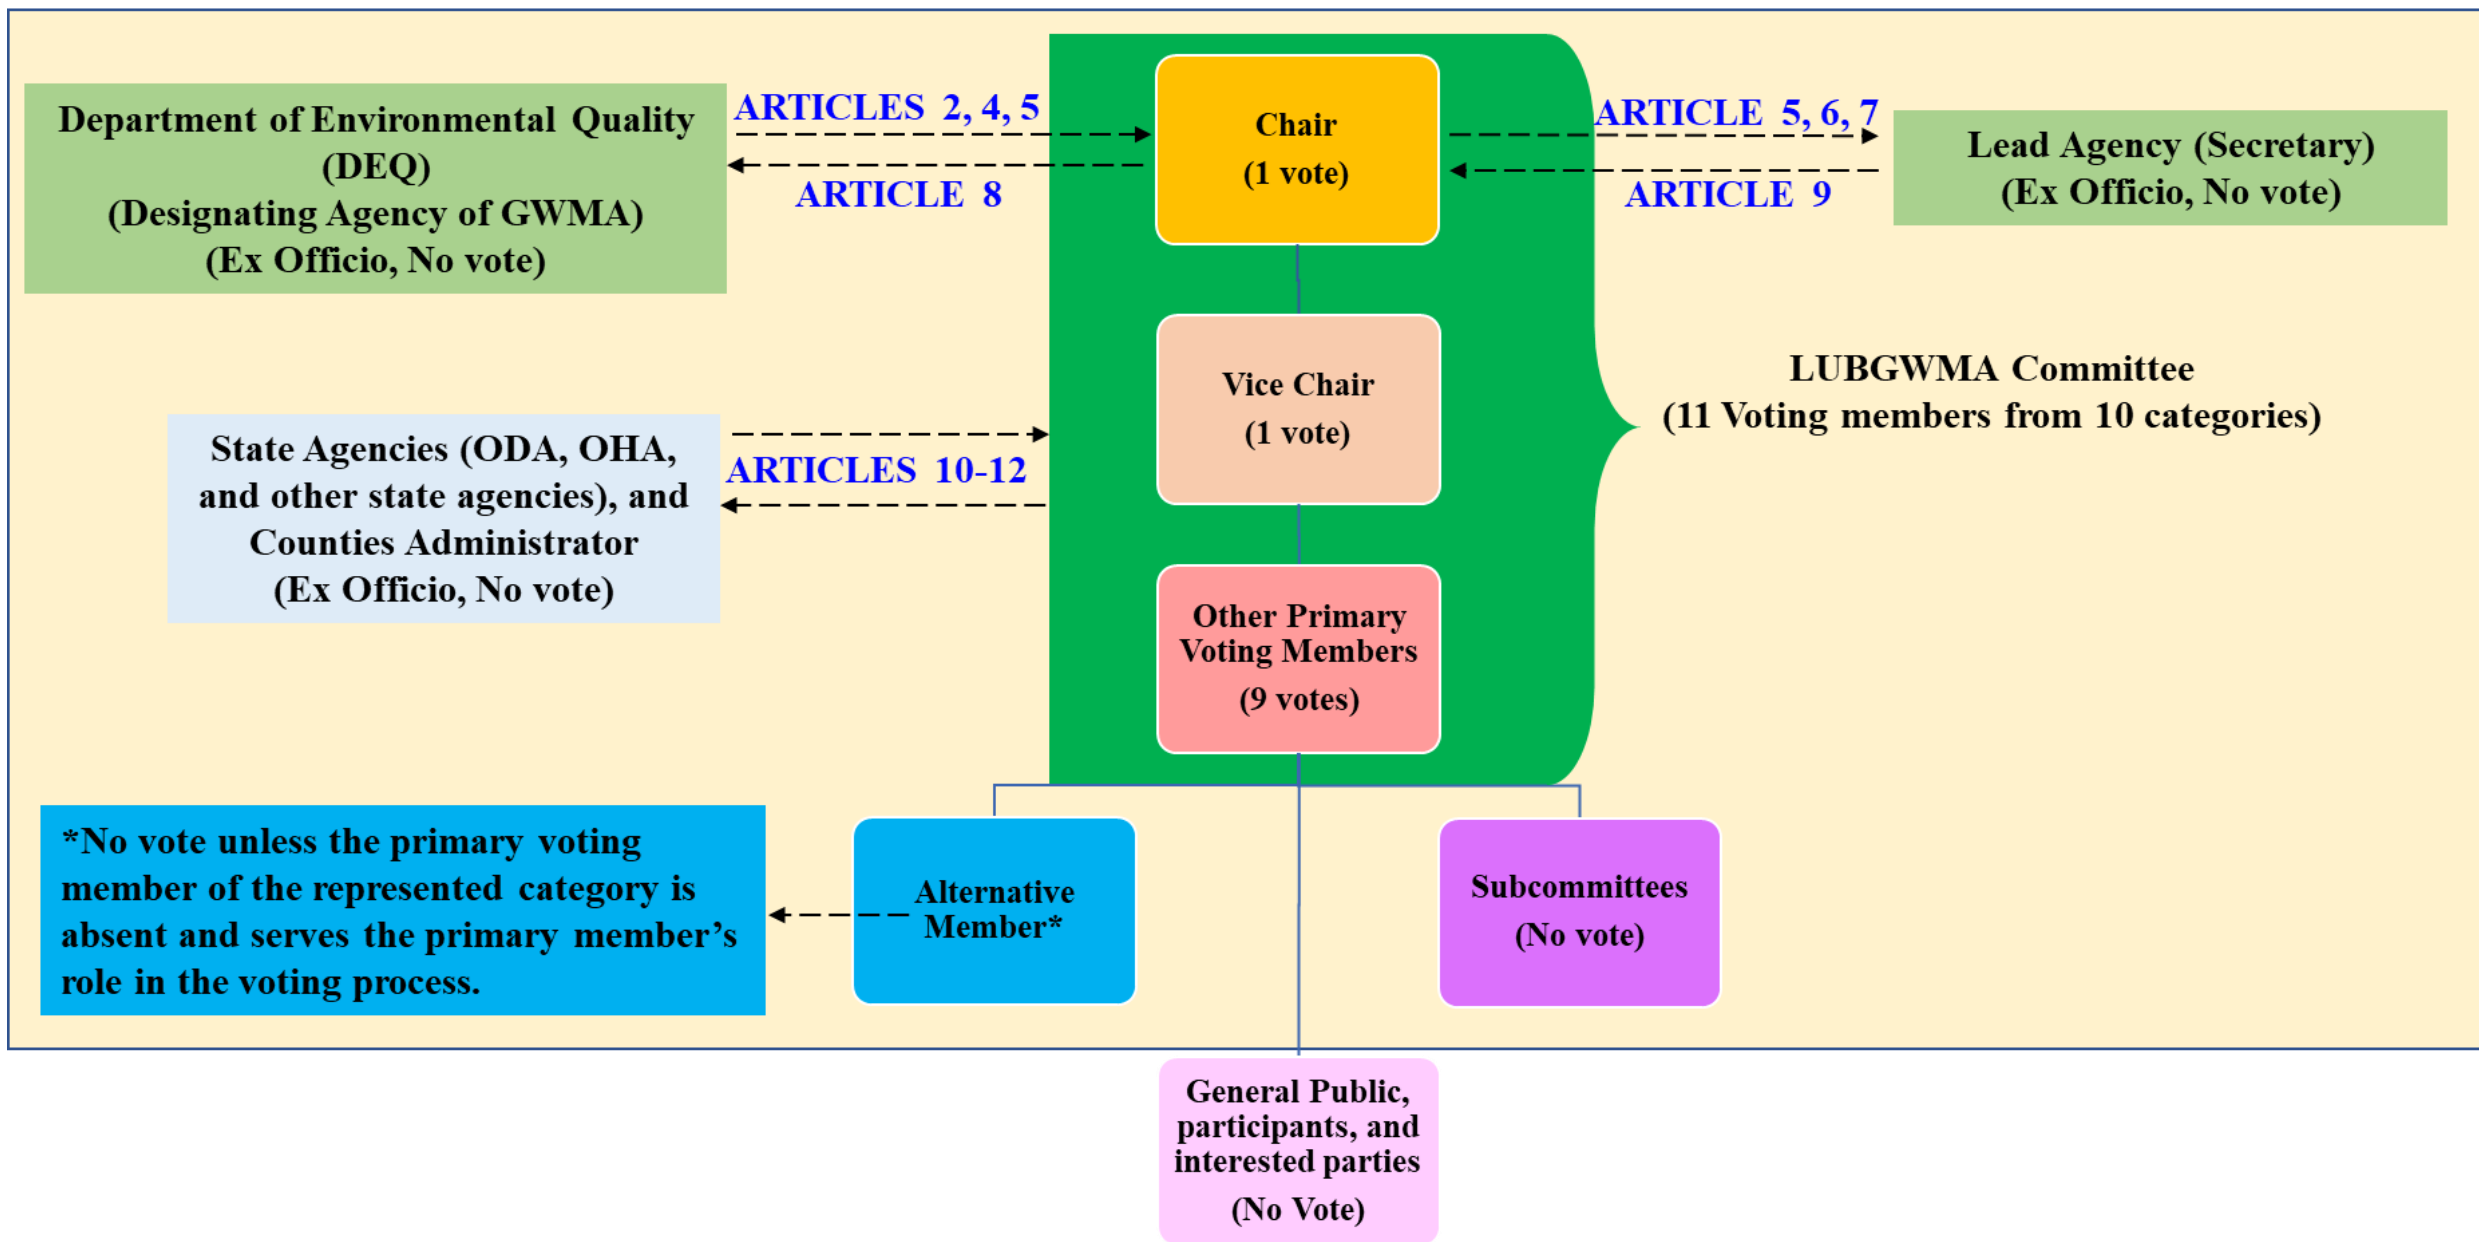 Department of Environmental Quality
(DEQ)
(Designating Agency of GWMA)
(Ex Officio, No vote)
ARTICLES 2, 4, 5
ARTICLE 8
Chair
(1 vote)
ARTICLE 5, 6, 7
ARTICLE 9
Lead Agency (Secretary)
(Ex Officio, No vote)
Vice Chair
(1 vote)
LUBGWMA Committee
(11 Voting members from 10 categories)
State Agencies (ODA, OHA,
and other state agencies), and
Counties Administrator
(Ex Officio, No vote)
ARTICLES 10-12
Other Primary
Voting Members
(9 votes)
*No vote unless the primary voting
member of the represented category is
absent and serves the primary member’s
role in the voting process.
Alternative
Member*
Subcommittees
(No vote)
General Public,
participants, and
interested parties
(No Vote)